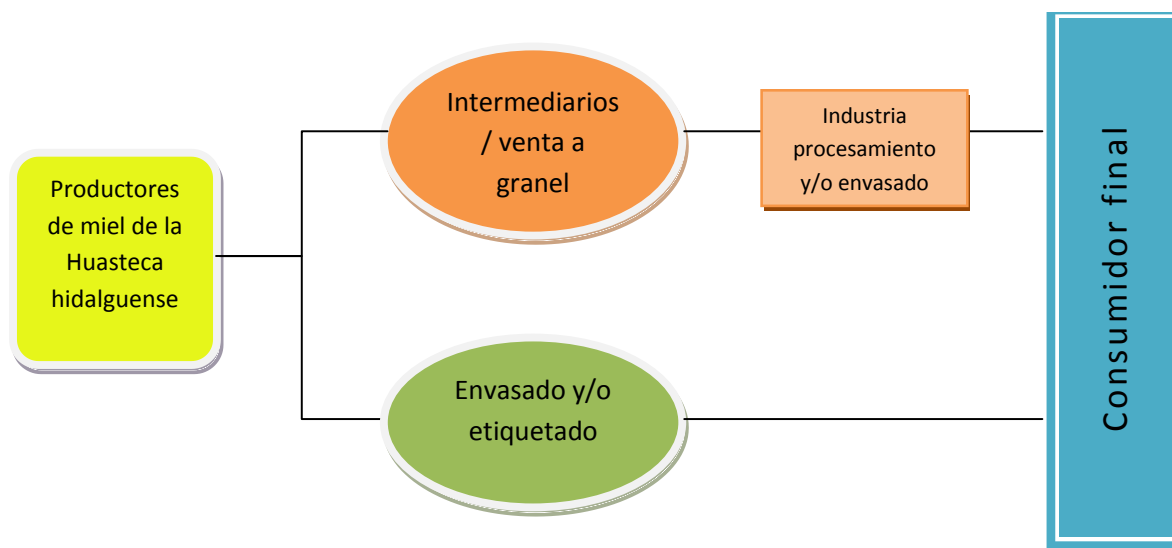 Productores
de miel de la
Huasteca
hidalguense
Intermediarios
/ venta a
granel
Industria
procesamiento
y/o envasado
Envasado y/o
etiquetado
Consumidor final